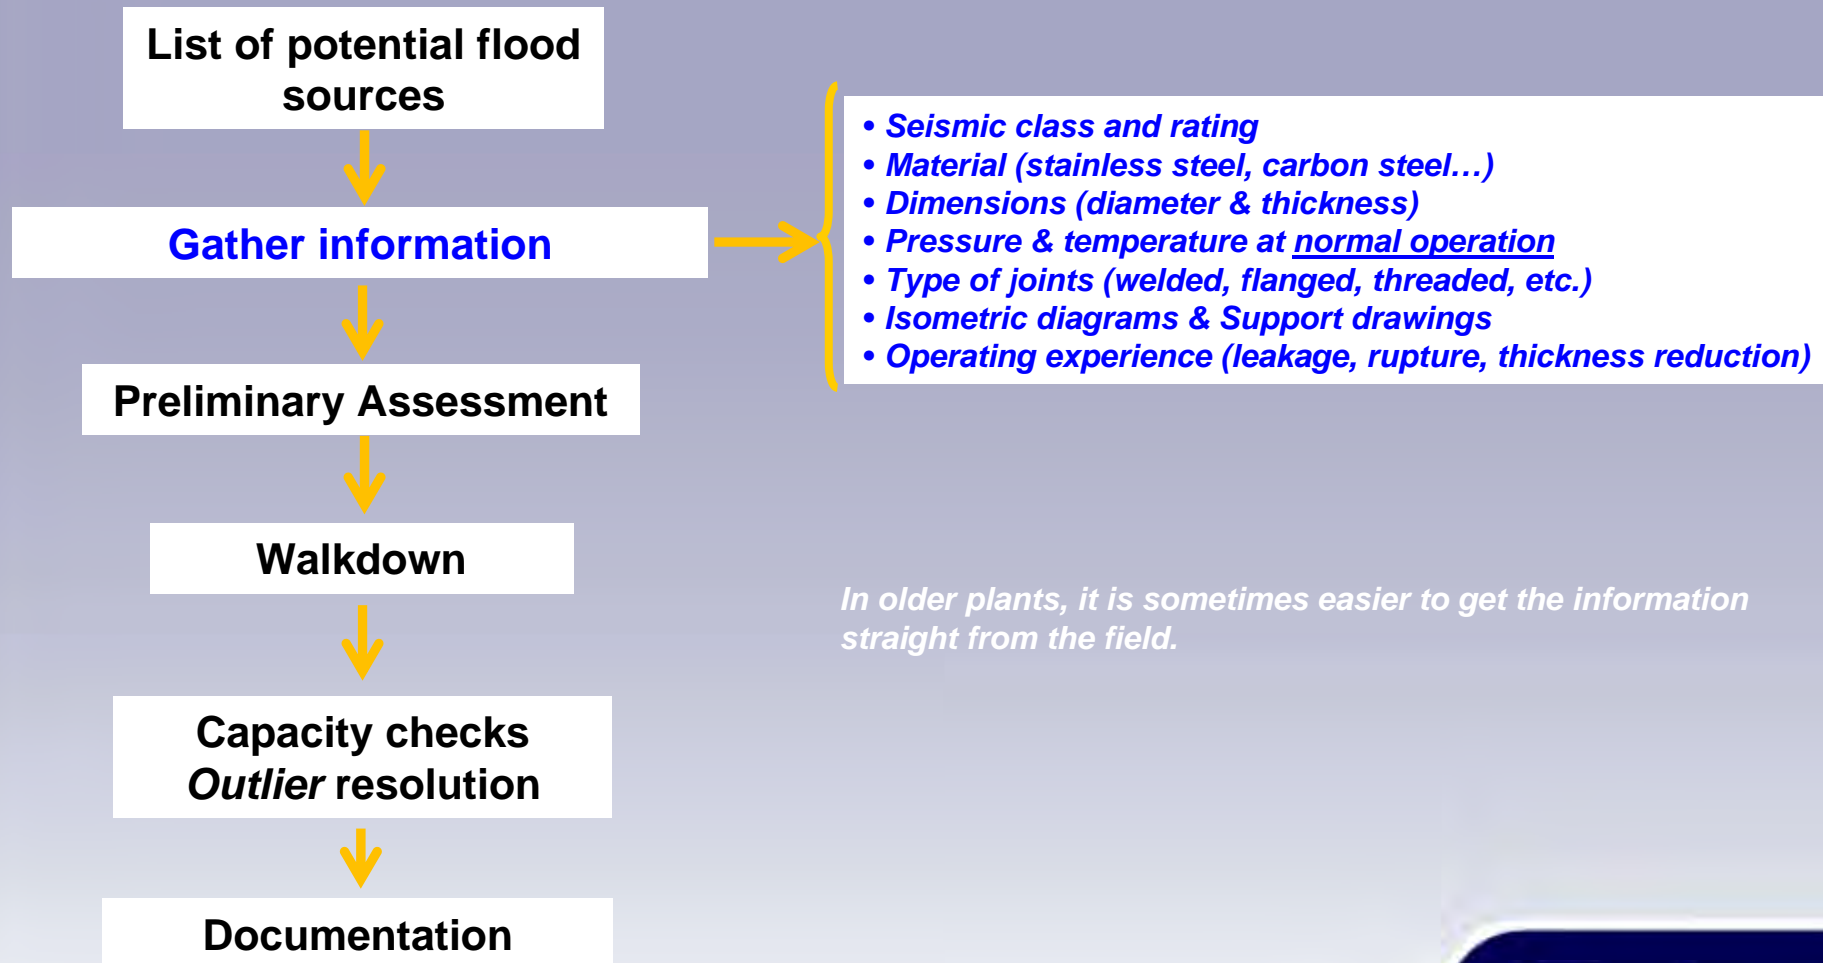 List of potential flood
sources
Gather information
• Seismic class and rating
• Material (stainless steel, carbon steel…)
• Dimensions (diameter & thickness)
• Pressure & temperature at normal operation
• Type of joints (welded, flanged, threaded, etc.)
• Isometric diagrams & Support drawings
• Operating experience (leakage, rupture, thickness reduction)
Preliminary Assessment
Walkdown
In older plants, it is sometimes easier to get the information
straight from the field.
Capacity checks
Outlier resolution
Documentation